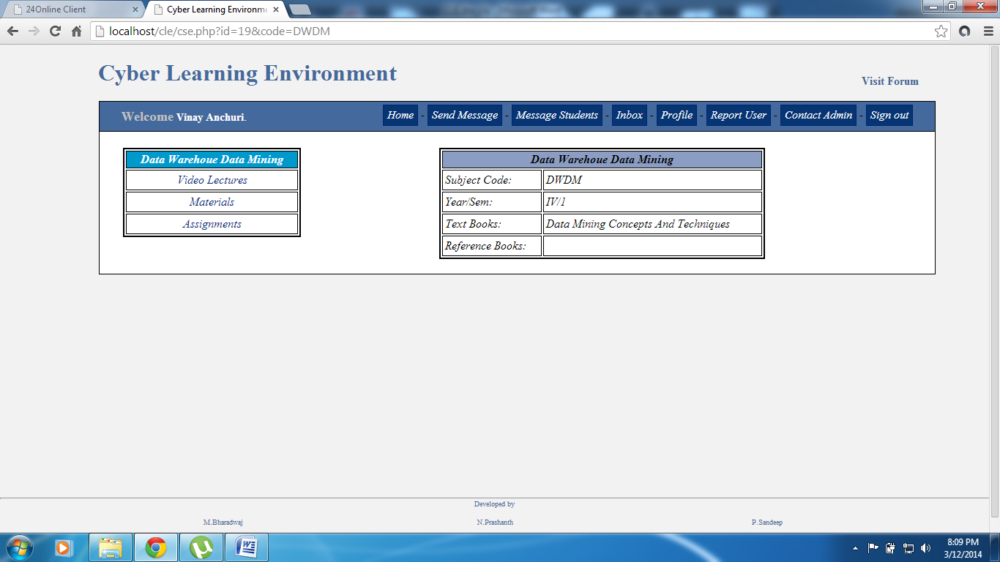 24Online Client
Cyber Learning Environme
localhost/cle/cse.php?id=19&code=DWDM
Cyber Learning Environment
Visit Forum
Welcome Vinay Anchuri.
Home - Send Message - Message Students - Inbox - Profile - Report User - Contact Admin - Sign out
Data Warehoue Data Mining
Video Lectures
Materials
Assignments
Data Warehoue Data Mining
Subject Code: DWDM
Year/Sem: IV/1
Text Books: Data Mining Concepts And Techniques
Reference Books:
Developed by
M.Bharadwaj N.Prashanth P.Sandeep
8:09 PM
3/12/2014